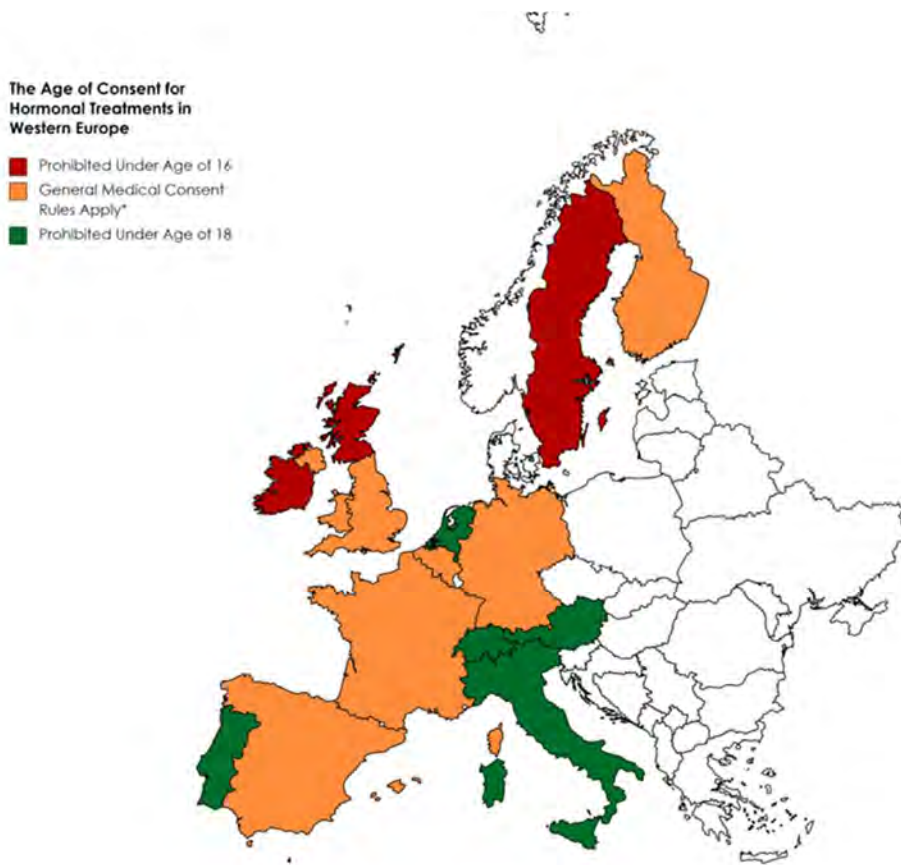 The Age of Consent for
Hormonal Treatments in
Western Europe
Prohibited Under Age of 16
General Medical Consent
Rules Apply*
Prohibited Under Age of 18